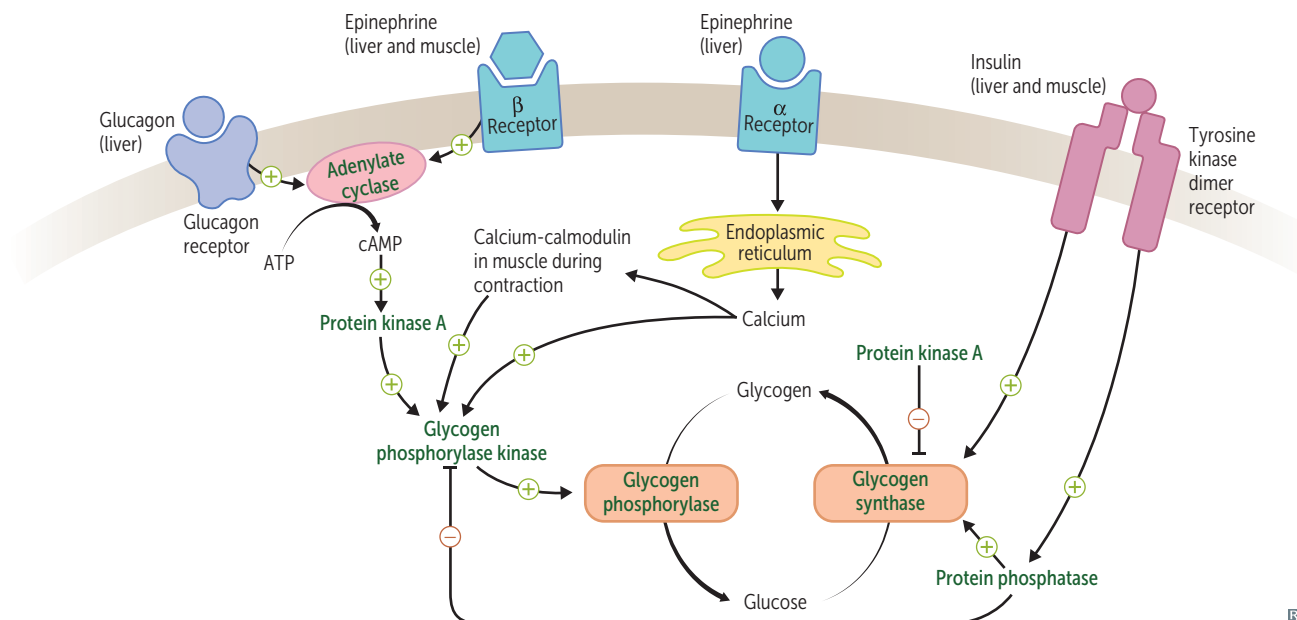 Epinephrine
(liver and muscle)
Epinephrine
(liver)
Insulin
(liver and muscle)
β
Receptor
α
Receptor
Glucagon
(liver)
Tyrosine
kinase
dimer
receptor
+
+
Adenylate
cyclase
Glucagon
receptor
ATP
cAMP
Calcium-calmodulin
in muscle during
contraction
Endoplasmic
reticulum
+
Protein kinase A
Calcium
+
+
+
Protein kinase A
+
Glycogen
−
Glycogen
phosphorylase kinase
+
Glycogen
phosphorylase
Glycogen
synthase
+
−
+
Protein phosphatase
Glucose
R